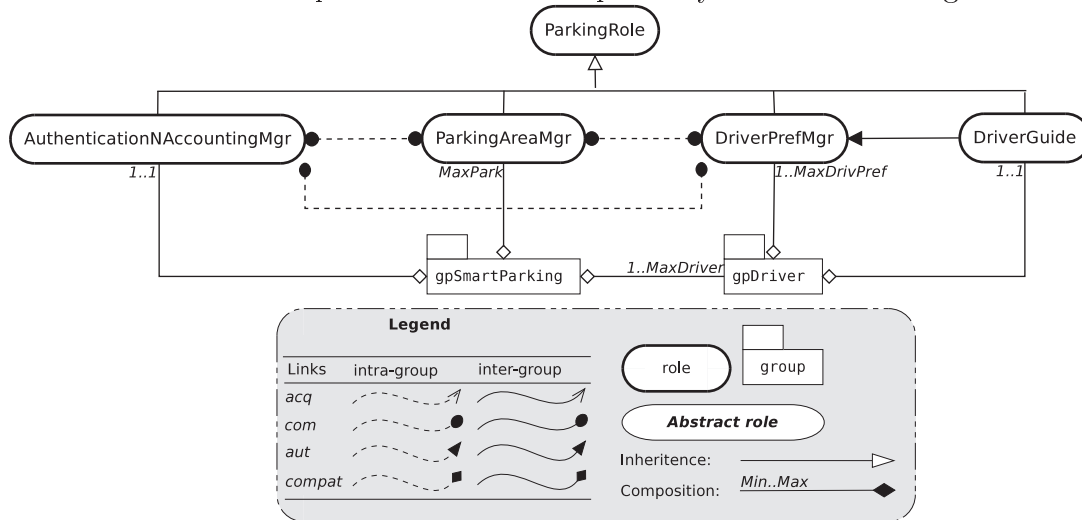 ParkingRole
AuthenticationNAccountingMgr
ParkingAreaMgr
DriverPrefMgr
DriverGuide
1..1
MaxPark
1..MaxDrivPref
1..1
gpSmartParking
1..MaxDriver
gpDriver
Legend
Links intra-group inter-group
acq
com
aut
compat
role
group
Abstract role
Inheritence:
Composition: Min..Max